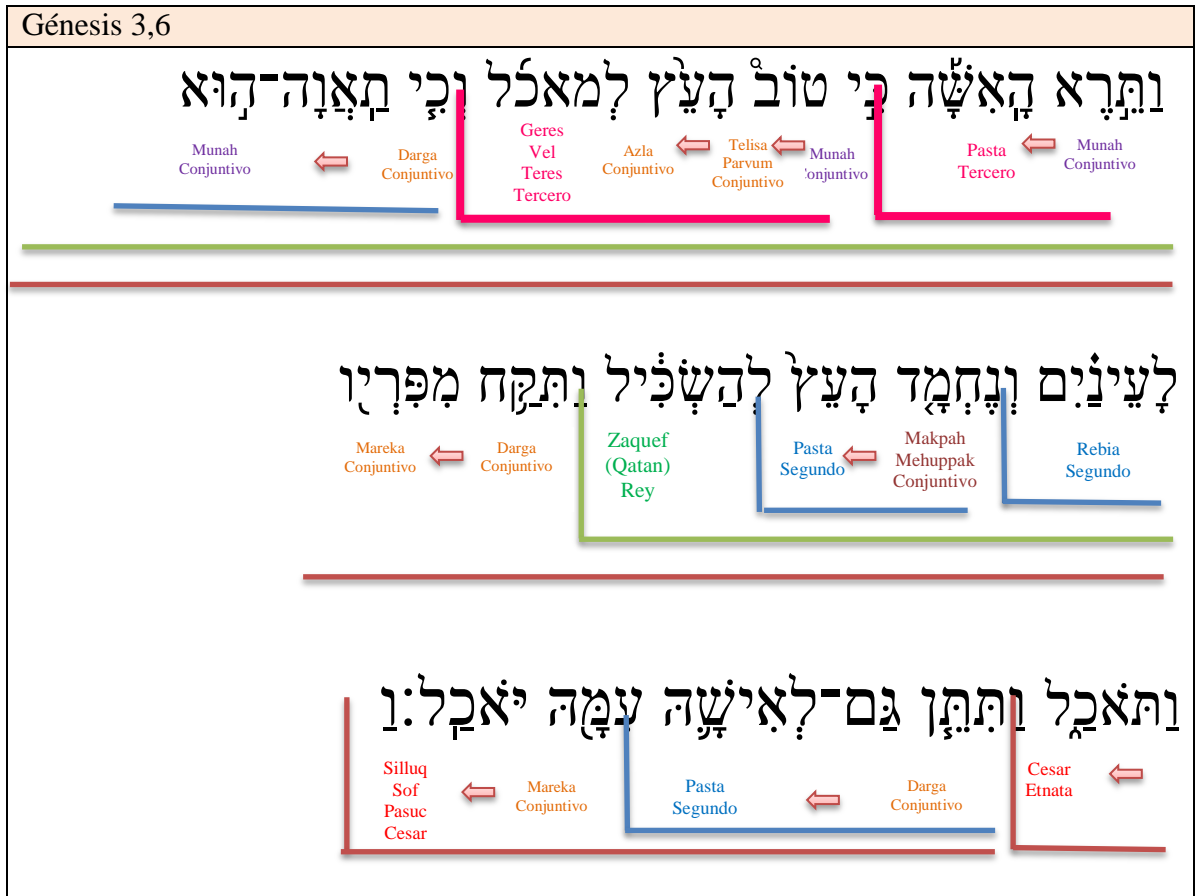 Génesis 3,6
וַתֵּ֣רֶא הָֽאִשָּׁ֡ה כִּ֣י טוֹב֩ הָעֵ֨ץ לְמאכָ֜ל וְכִ֧י תַֽאֲוָה־ה֣וּא
Munah
Conjuntivo
Pasta
Tercero
Munah
onjuntivo
Telisa
Parvum
Conjuntivo
Azla
Conjuntivo
Geres
Vel
Teres
Tercero
Darga
Conjuntivo
Munah
Conjuntivo
לָעֵינַ֗יִם וְנֶחְמָ֤ד הָעֵץ֙ לְהַשְׂכִּ֔יל וַתִּקַּ֥ח מִפִּרְי֖וֹ
Rebia
Segundo
Makpah
Mehuppak
Conjuntivo
Pasta
Segundo
Zaquef
(Qatan)
Rey
Darga
Conjuntivo
Mareka
Conjuntivo
וַתֹּאכַ֑ל וַתִּתֵּ֧ן גַּם־לְאִישָׁ֛הּ עִמָּ֖הּ יֹּאכַֽל׃וַ
Cesar
Etnata
Darga
Conjuntivo
Pasta
Segundo
Mareka
Conjuntivo
Silluq
Sof
Pasuc
Cesar